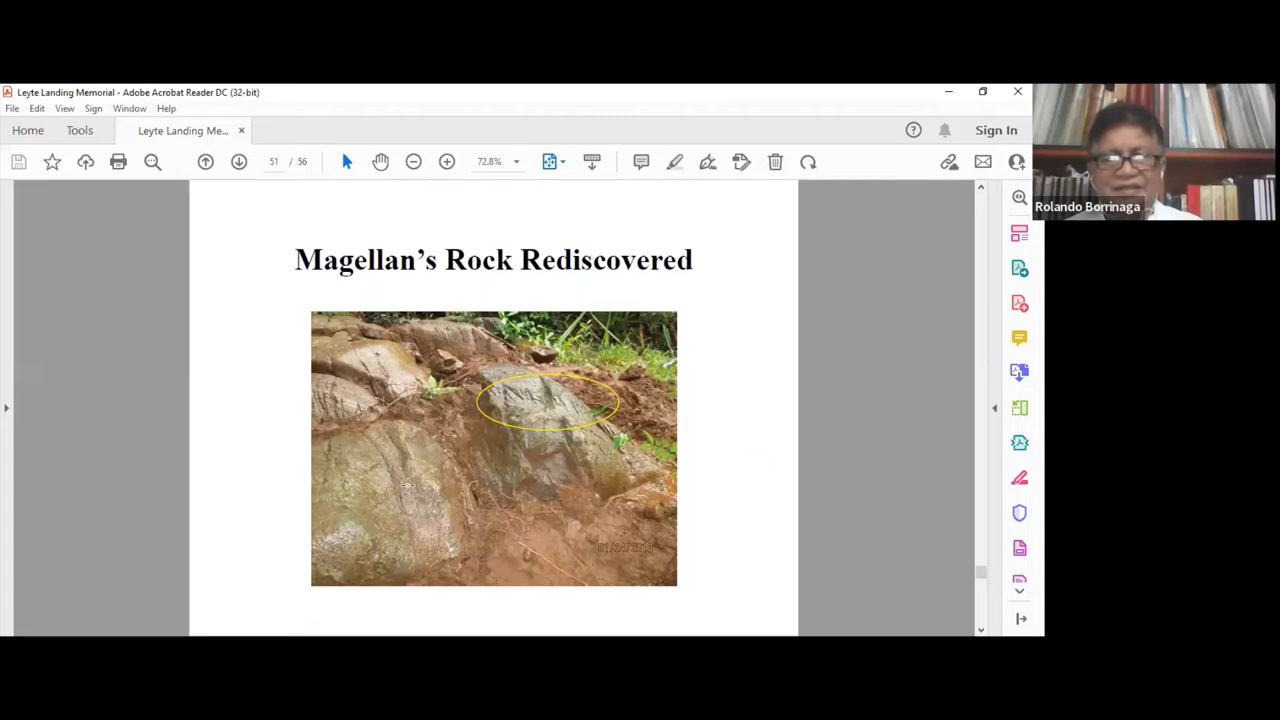 Leyte Landing Memorial - Adobe Acrobat Reader DC (32-bit)
File Edit View Sign Window Help
Home Tools Leyte Landing Me... Sign In
51 / 56 72.8%
Rolando Borrinaga
Magellan's Rock Rediscovered